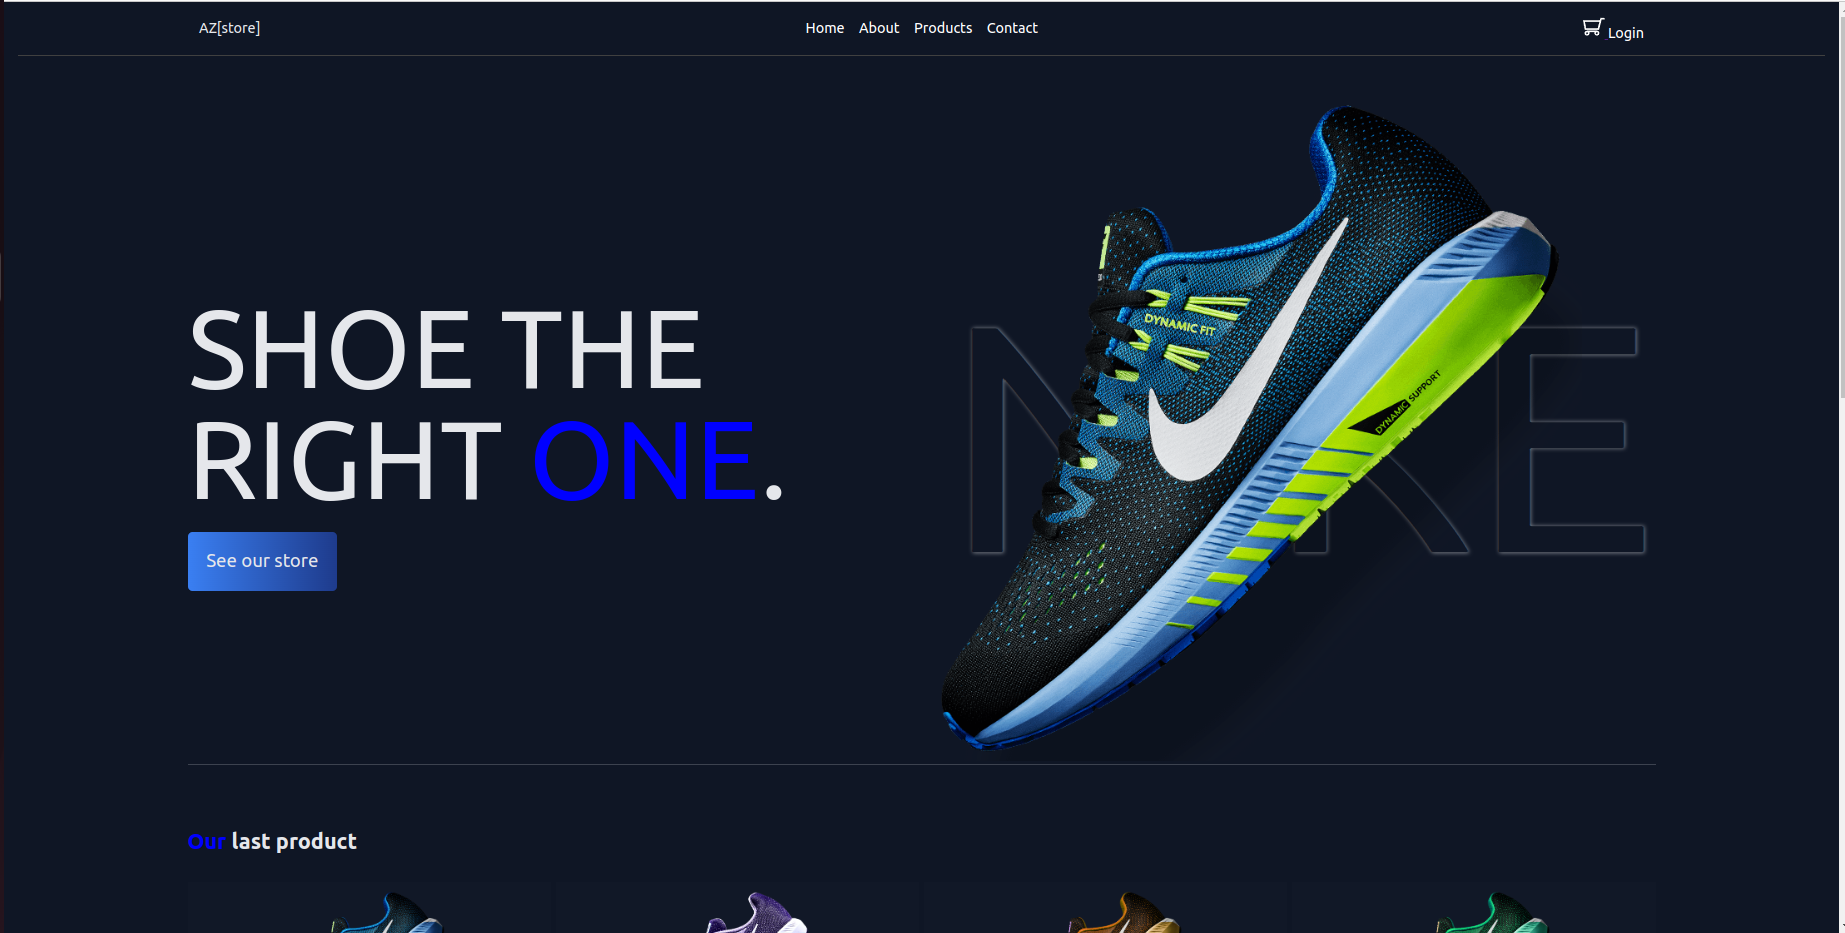 AZ[store]
Home About Products Contact
Login
SHOE THE
RIGHT ONE.
See our store
NIKE
DYNAMIC FIT
DYNAMIC SUPPORT
Our last product